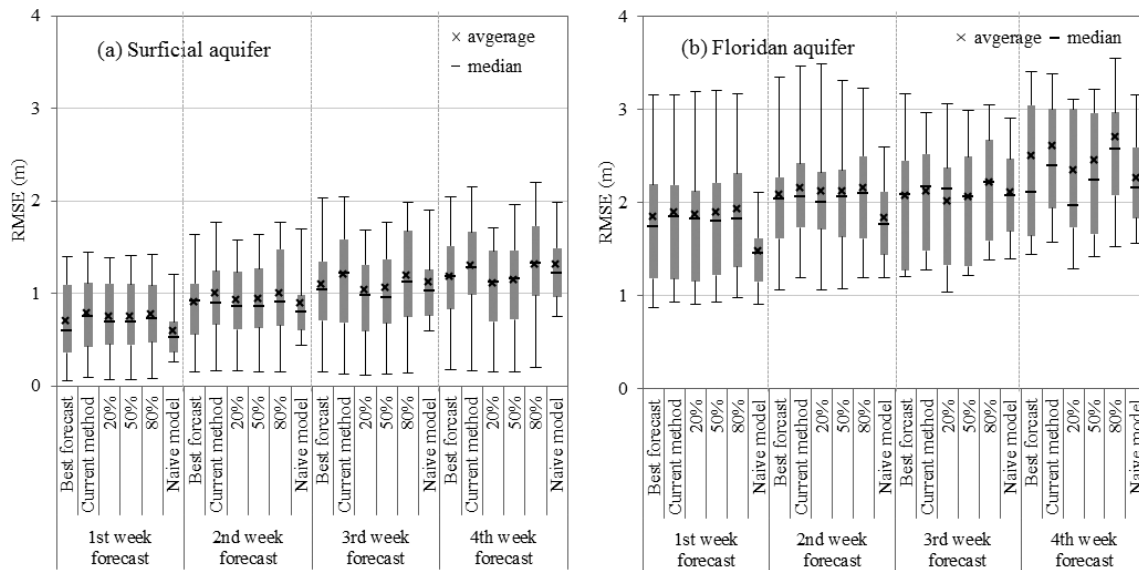 (a) Surficial aquifer
× avgerage
– median
RMSE (m)
4
3
2
1
0
Best forecast
Current method
20%
50%
80%
Naive model
Best forcast
Current method
20%
50%
80%
Naive model
Best forcast
Current method
20%
50%
80%
Naive model
Best forcast
Current method
20%
50%
80%
Naive model
1st week
forecast
2nd week
forecast
3rd week
forecast
4th week
forecast
(b) Floridan aquifer
× avgerage – median
RMSE (m)
4
3
2
1
0
Best forecast
Current method
20%
50%
80%
Naive model
Best forcast
Current method
20%
50%
80%
Naive model
Best forcast
Current method
20%
50%
80%
Naive model
Best forcast
Current method
20%
50%
80%
Naive model
1st week
forecast
2nd week
forecast
3rd week
forecast
4th week
forecast